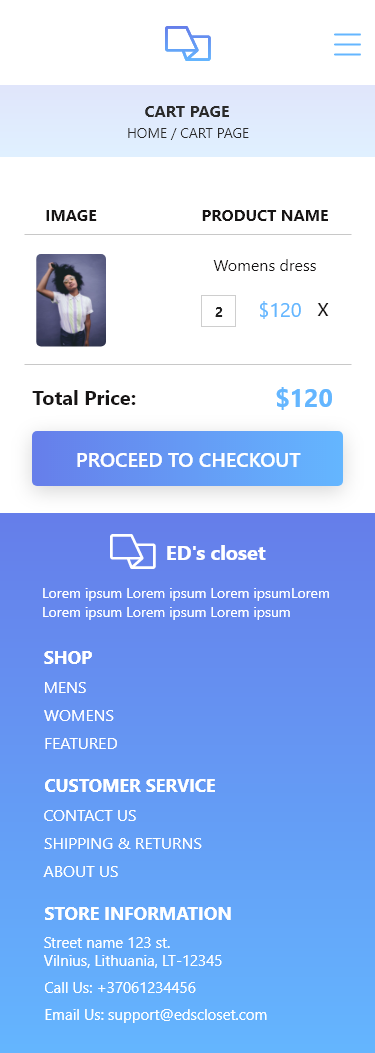 CART PAGE
HOME / CART PAGE
IMAGE PRODUCT NAME
Womens dress
2 $120 X
Total Price: $120
PROCEED TO CHECKOUT
ED's closet
Lorem ipsum Lorem ipsum Lorem ipsumLorem
Lorem ipsum Lorem ipsum Lorem ipsum
SHOP
MENS
WOMENS
FEATURED
CUSTOMER SERVICE
CONTACT US
SHIPPING & RETURNS
ABOUT US
STORE INFORMATION
Street name 123 st.
Vilnius, Lithuania, LT-12345
Call Us: +37061234456
Email Us: support@edscloset.com